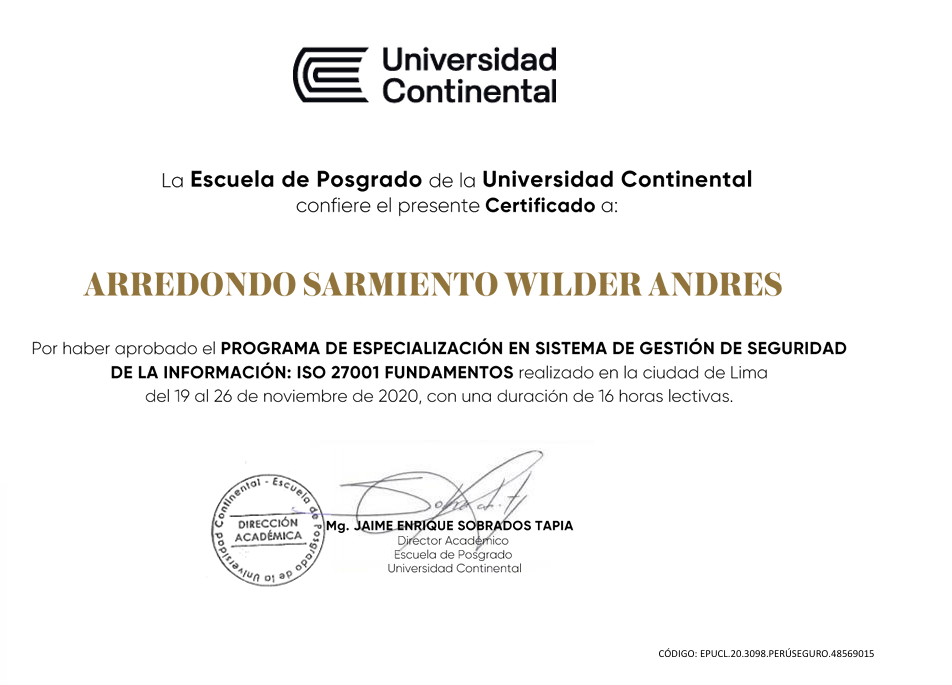 Universidad
Continental
La Escuela de Posgrado de la Universidad Continental
confiere el presente Certificado a:
ARREDONDO SARMIENTO WILDER ANDRES
Por haber aprobado el PROGRAMA DE ESPECIALIZACIÓN EN SISTEMA DE GESTIÓN DE SEGURIDAD
DE LA INFORMACIÓN: ISO 27001 FUNDAMENTOS realizado en la ciudad de Lima
del 19 al 26 de noviembre de 2020, con una duración de 16 horas lectivas.
Continental - Escuela de Posgrado de la Universidad
DIRECCIÓN
ACADÉMICA
Mg. JAIME ENRIQUE SOBRADOS TAPIA
Director Académico
Escuela de Posgrado
Universidad Continental
CÓDIGO: EPUCL.20.3098.PERÚSEGURO.48569015